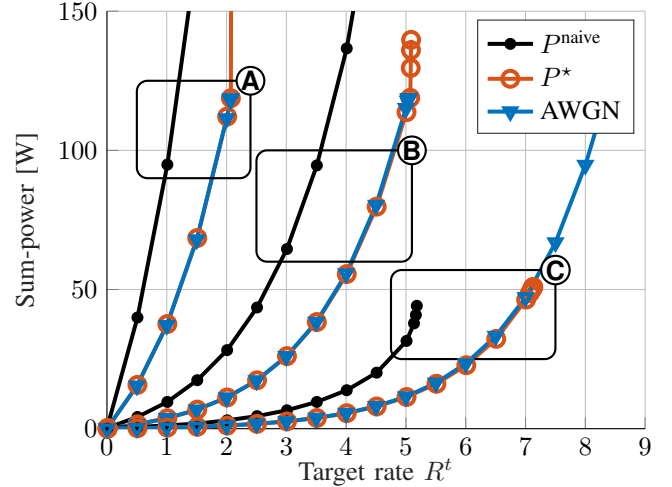 150
100
50
0
Sum-power [W]
0 1 2 3 4 5 6 7 8 9
Target rate R^t
A
B
C
P^naive
P^⋆
AWGN